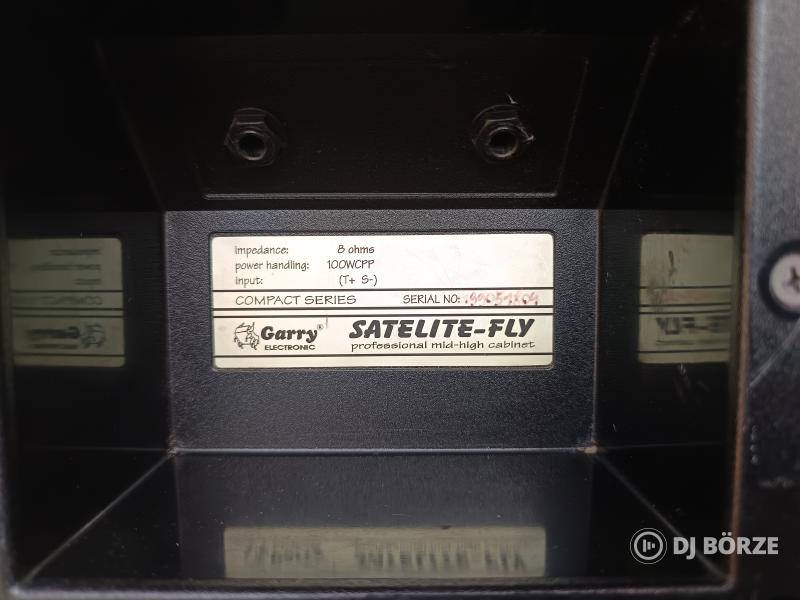 impedance: 8 ohms
power handling: 100WCPP
input: (T+ S-)
COMPACT SERIES SERIAL NO:
Garry® SATELITE-FLY
ELECTRONIC professional mid-high cabinet
DJ BÖRZE